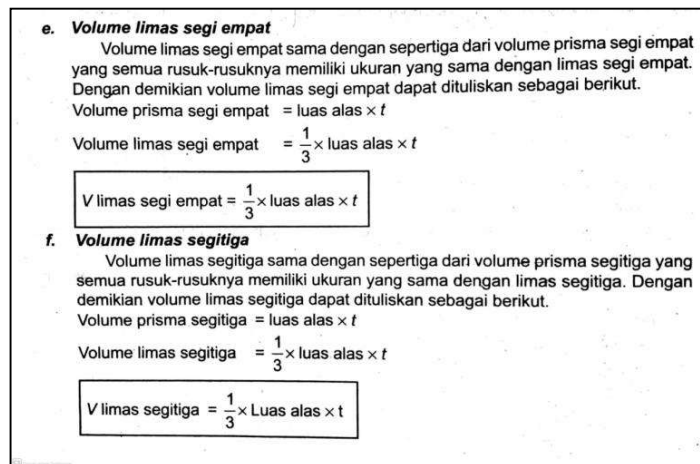 e. Volume limas segi empat
Volume limas segi empat sama dengan sepertiga dari volume prisma segi empat
yang semua rusuk-rusuknya memiliki ukuran yang sama dengan limas segi empat.
Dengan demikian volume limas segi empat dapat dituliskan sebagai berikut.
Volume prisma segi empat = luas alas × t
Volume limas segi empat = 1/3 × luas alas × t
V limas segi empat = 1/3 × luas alas × t
f. Volume limas segitiga
Volume limas segitiga sama dengan sepertiga dari volume prisma segitiga yang
semua rusuk-rusuknya memiliki ukuran yang sama dengan limas segitiga. Dengan
demikian volume limas segitiga dapat dituliskan sebagai berikut.
Volume prisma segitiga = luas alas × t
Volume limas segitiga = 1/3 × luas alas × t
V limas segitiga = 1/3 × Luas alas × t